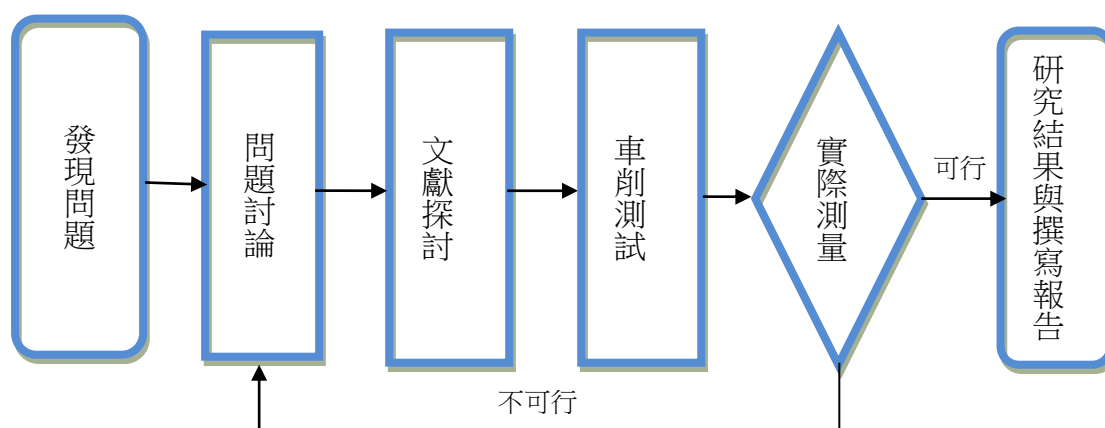 發現問題
問題討論
文獻探討
車削測試
實際測量
可行
研究結果與撰寫報告
不可行